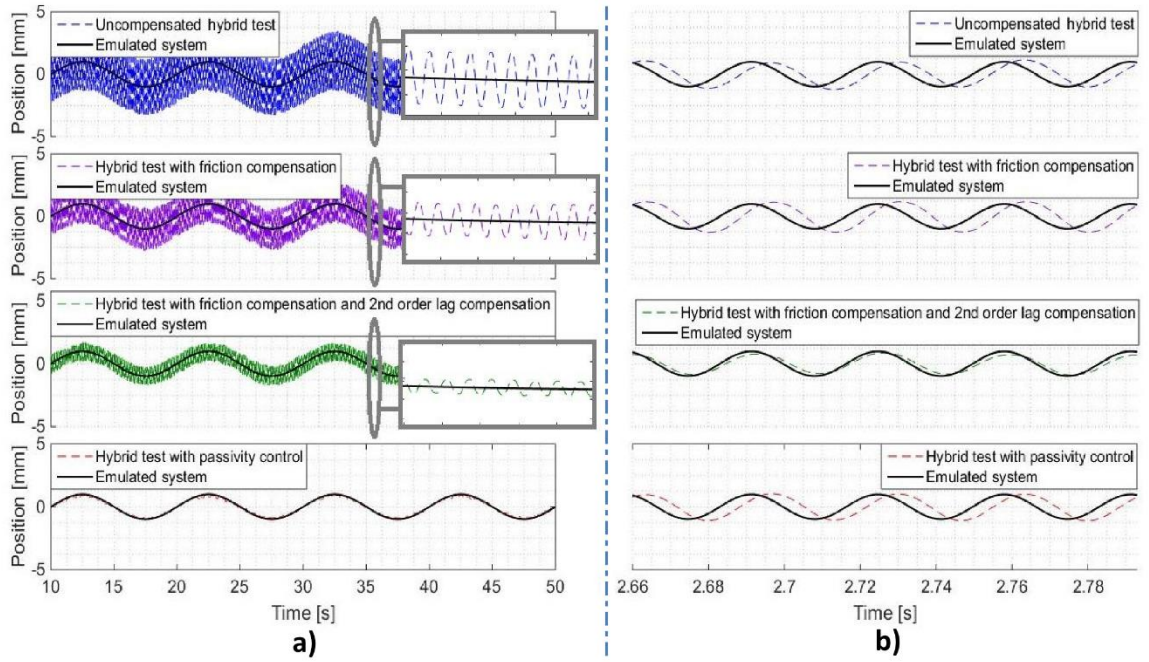 5
0
-5
Position [mm]
Uncompensated hybrid test
Emulated system
5
0
-5
Position [mm]
Hybrid test with friction compensation
Emulated system
5
0
-5
Position [mm]
Hybrid test with friction compensation and 2nd order lag compensation
Emulated system
5
0
-5
Position [mm]
Hybrid test with passivity control
Emulated system
10 15 20 25 30 35 40 45 50
Time [s]
a)
Uncompensated hybrid test
Emulated system
Hybrid test with friction compensation
Emulated system
Hybrid test with friction compensation and 2nd order lag compensation
Emulated system
Hybrid test with passivity control
Emulated system
2.66 2.68 2.7 2.72 2.74 2.76 2.78
Time [s]
b)